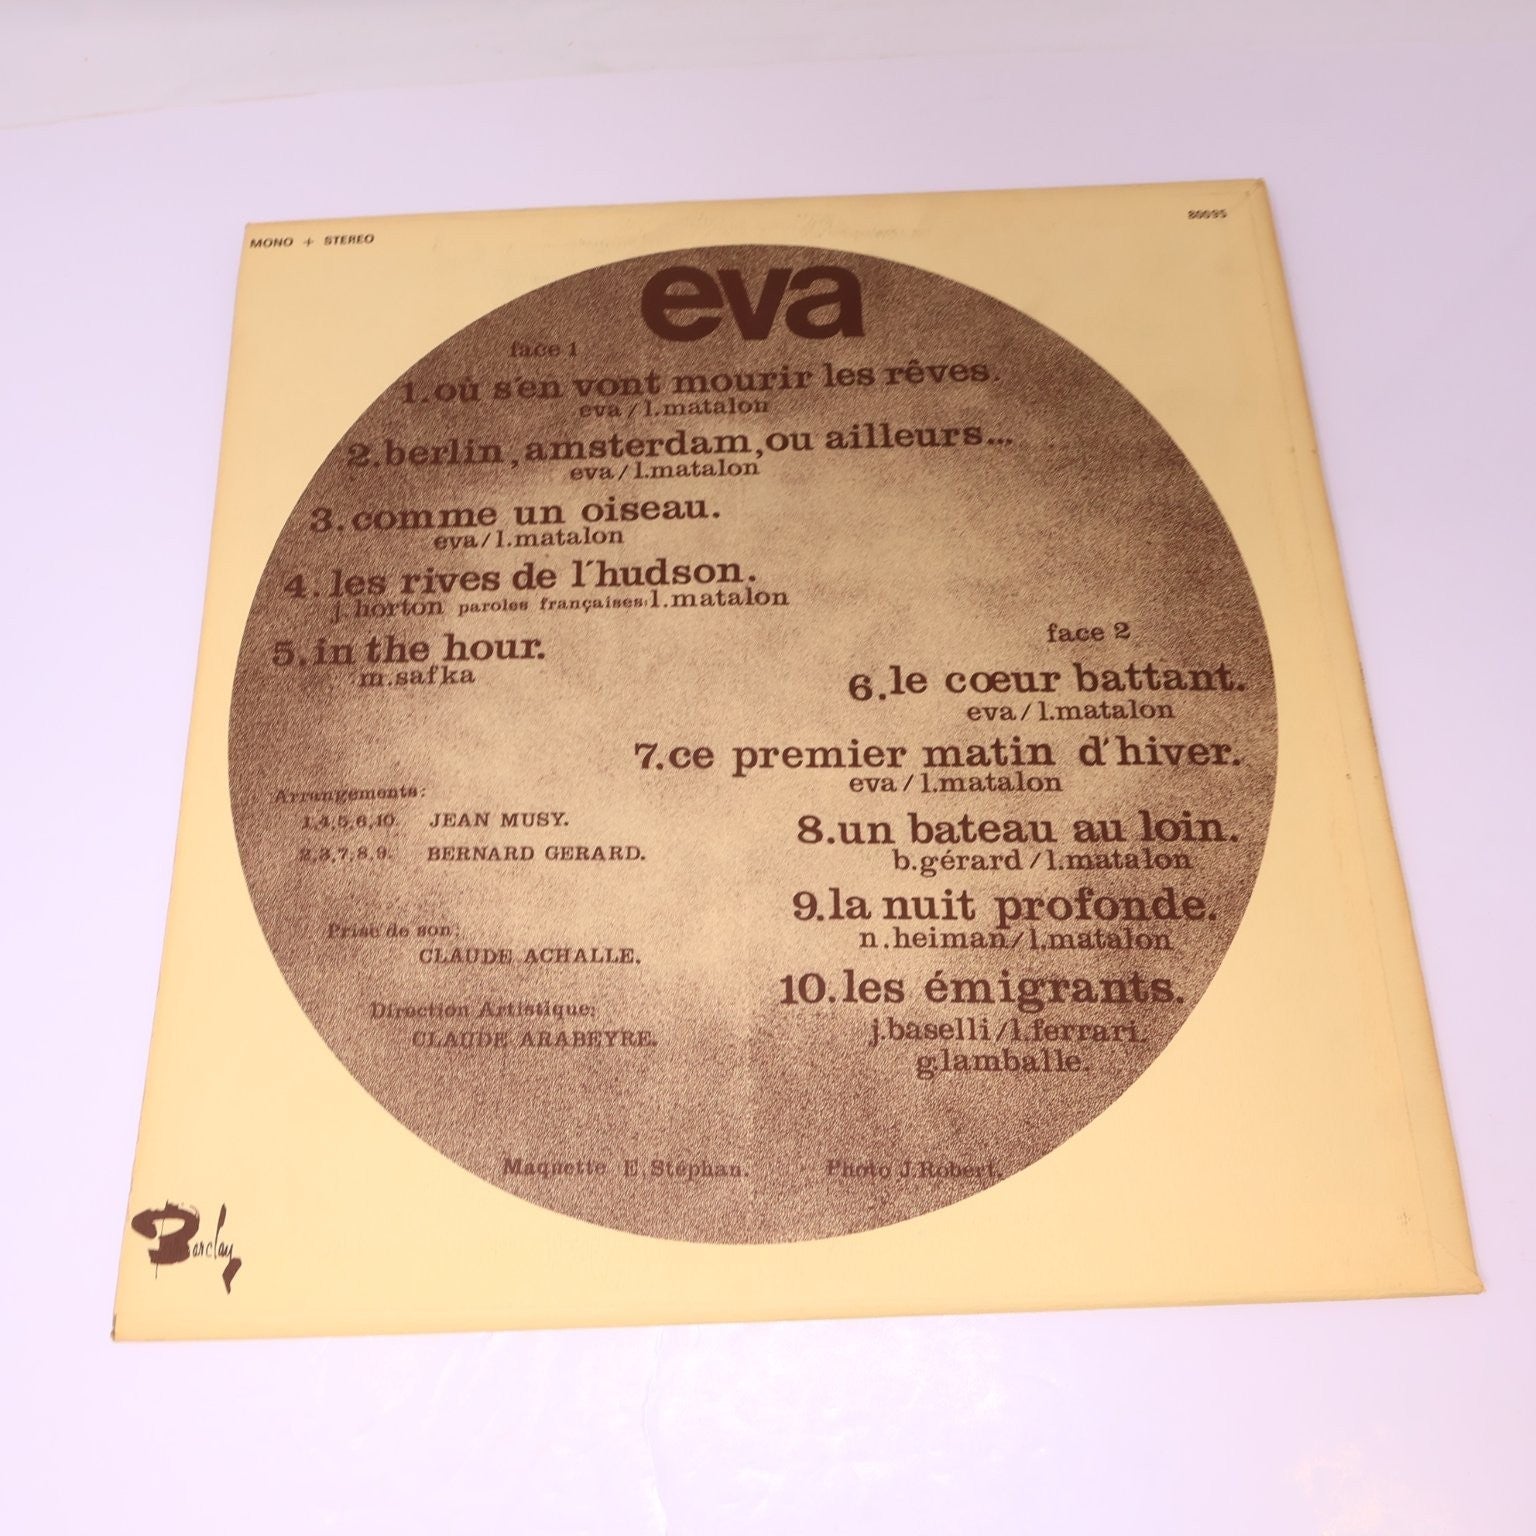 MONO + STEREO
80095
eva
face 1
1.où s'en vont mourir les rêves.
eva/l.matalon
2.berlin,amsterdam,ou ailleurs...
eva/l.matalon
3.comme un oiseau.
eva/l.matalon
4.les rives de l'hudson.
j.horton paroles françaises:l.matalon
5.in the hour.
m.safka
face 2
6.le cœur battant.
eva/l.matalon
7.ce premier matin d'hiver.
eva/l.matalon
8.un bateau au loin.
b.gérard/l.matalon
9.la nuit profonde.
n.heiman/l.matalon
10.les émigrants.
j.baselli/l.ferrari.
g.lamballe.
Arrangements:
1,4,5,6,10. JEAN MUSY.
2,3,7,8,9. BERNARD GERARD.
Prise de son:
CLAUDE ACHALLE.
Direction Artistique:
CLAUDE ARABEYRE.
Maquette E.Stéphan. Photo J.Robert.
Barclay